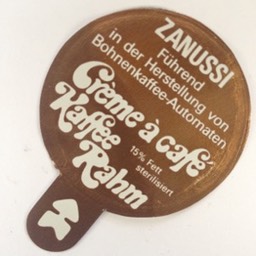 ZANUSSI
Führend
in der Herstellung von
Bohnenkaffee-Automaten
Crème à café
Kaffee
Rahm
15% Fett
sterilisiert